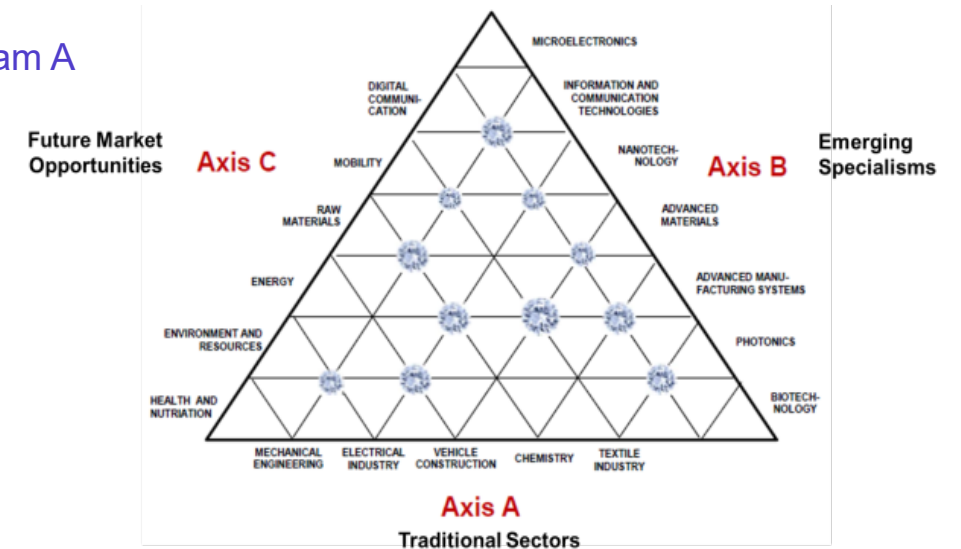 am A
MICROELECTRONICS
DIGITAL
COMMUNI-
CATION
INFORMATION AND
COMMUNICATION
TECHNOLOGIES
Future Market
Opportunities
Axis C
MOBILITY
NANOTECH-
NOLOGY
Axis B
Emerging
Specialisms
RAW
MATERIALS
ADVANCED
MATERIALS
ENERGY
ADVANCED MANU-
FACTURING SYSTEMS
ENVIRONMENT AND
RESOURCES
PHOTONICS
HEALTH AND
NUTRIATION
BIOTECH-
NOLOGY
MECHANICAL
ENGINEERING
ELECTRICAL
INDUSTRY
VEHICLE
CONSTRUCTION
CHEMISTRY
TEXTILE
INDUSTRY
Axis A
Traditional Sectors